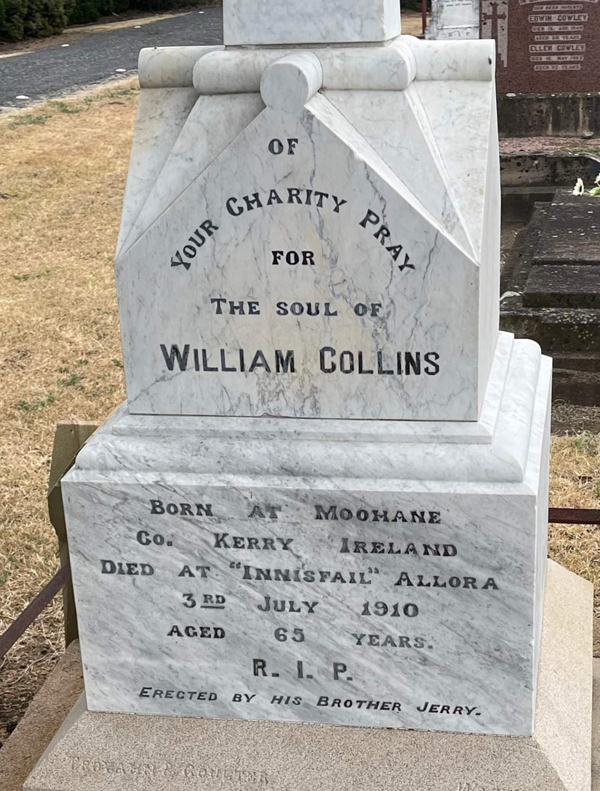 OF
YOUR CHARITY PRAY
FOR
THE SOUL OF
WILLIAM COLLINS
BORN AT MOOHANE
CO. KERRY IRELAND
DIED AT "INNISFAIL" ALLORA
3RD JULY 1910
AGED 65 YEARS.
R. I. P.
ERECTED BY HIS BROTHER JERRY.
EDWIN COWLEY
ELLEN COWLEY